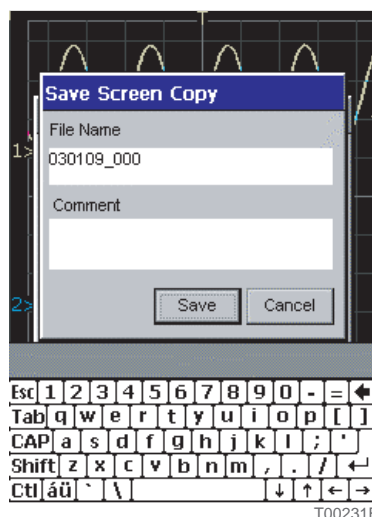 Save Screen Copy
File Name
1>
030109_000
Comment
2>
Save Cancel
Esc 1 2 3 4 5 6 7 8 9 0 - = ←
Tab q w e r t y u i o p [ ]
CAP a s d f g h j k l ; '
Shift z x c v b n m , . / ↵
Ctl áü ` \ ↓ ↑ ← →